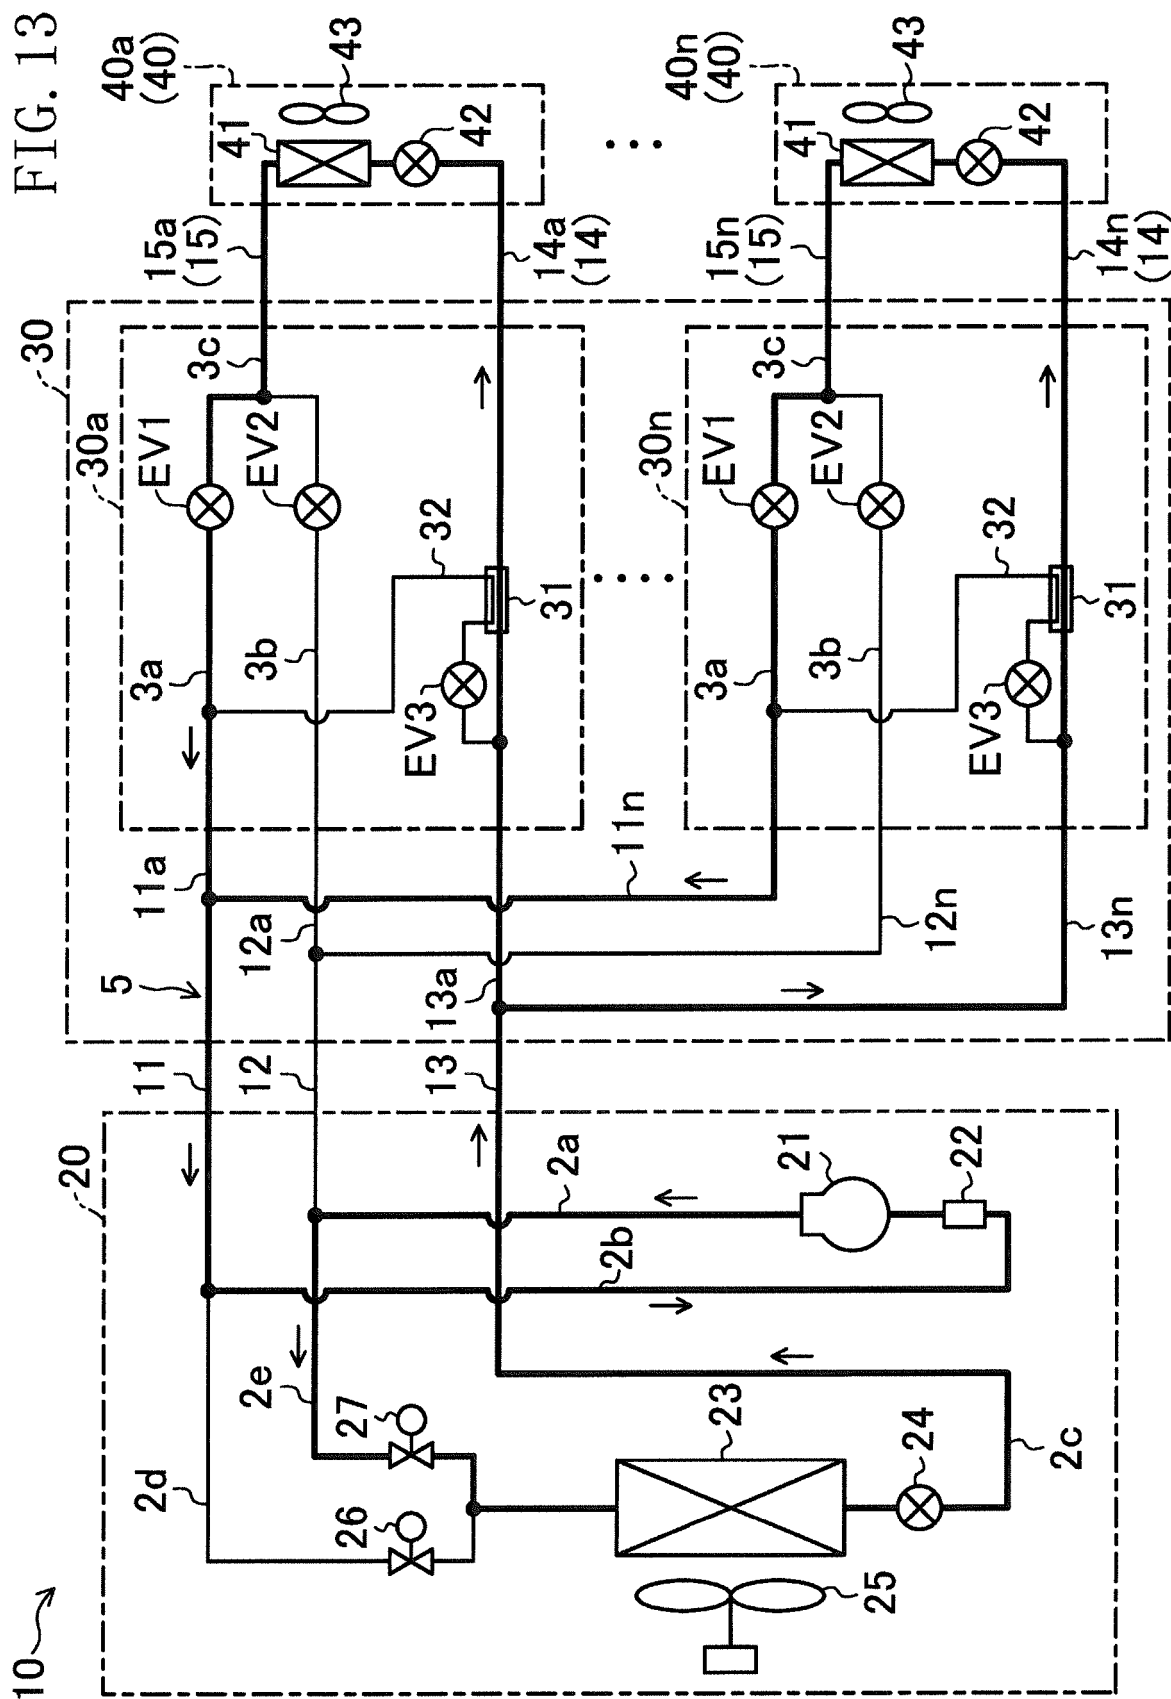 FIG. 13
10
20
2d
2e
26
27
25
23
24
2c
2b
2a
21
22
11
12
13
5
30
11a
12a
13a
11n
12n
13n
30a
3a
3b
3c
EV1
EV2
EV3
32
31
30n
3a
3b
3c
EV1
EV2
EV3
32
31
15a
(15)
14a
(14)
15n
(15)
14n
(14)
40a
(40)
41
42
43
40n
(40)
41
42
43